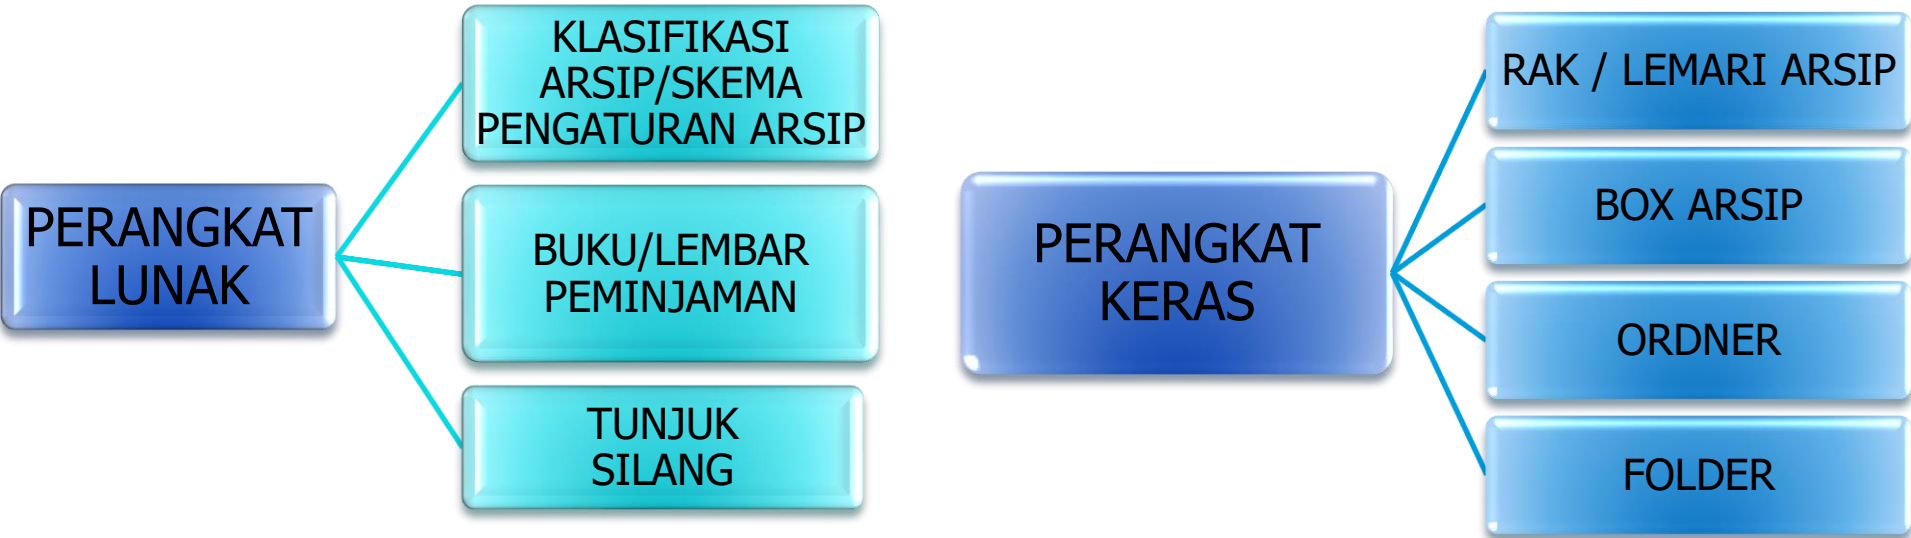 PERANGKAT
LUNAK
KLASIFIKASI
ARSIP/SKEMA
PENGATURAN ARSIP
BUKU/LEMBAR
PEMINJAMAN
TUNJUK
SILANG
PERANGKAT
KERAS
RAK / LEMARI ARSIP
BOX ARSIP
ORDNER
FOLDER